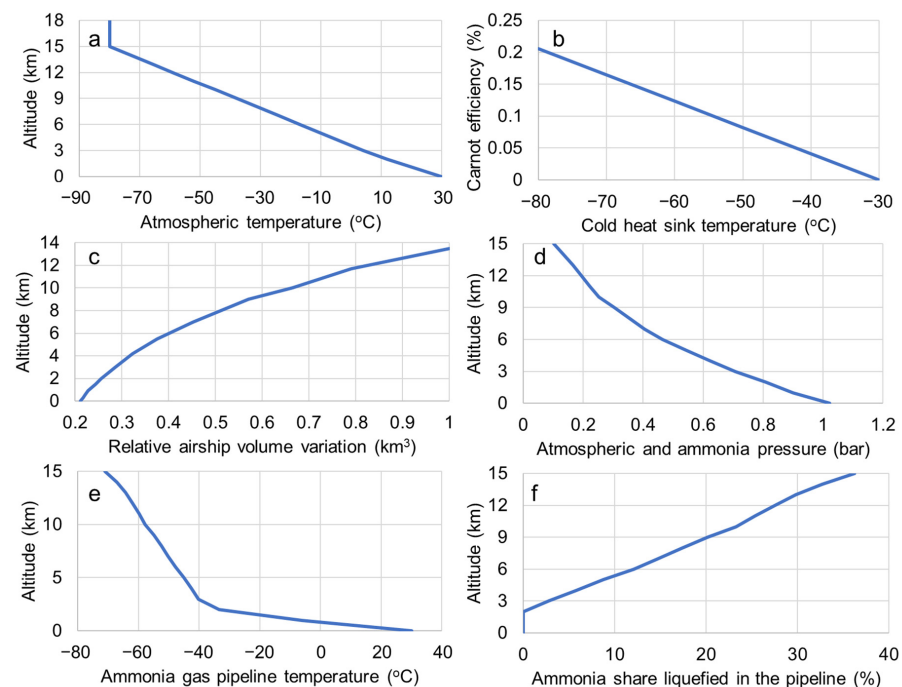 a
Altitude (km)
18
15
12
9
6
3
0
−90 −70 −50 −30 −10 10 30
Atmospheric temperature (ºC)
b
Carnot efficiency (%)
0.25
0.2
0.15
0.1
0.05
0
−80 −70 −60 −50 −40 −30
Cold heat sink temperature (ºC)
c
Altitude (km)
14
12
10
8
6
4
2
0
0.2 0.3 0.4 0.5 0.6 0.7 0.8 0.9 1
Relative airship volume variation (km³)
d
Altitude (km)
15
12
9
6
3
0
0 0.2 0.4 0.6 0.8 1 1.2
Atmospheric and ammonia pressure (bar)
e
Altitude (km)
15
10
5
0
−80 −60 −40 −20 0 20 40
Ammonia gas pipeline temperature (ºC)
f
Altitude (km)
15
12
9
6
3
0
0 10 20 30 40
Ammonia share liquefied in the pipeline (%)